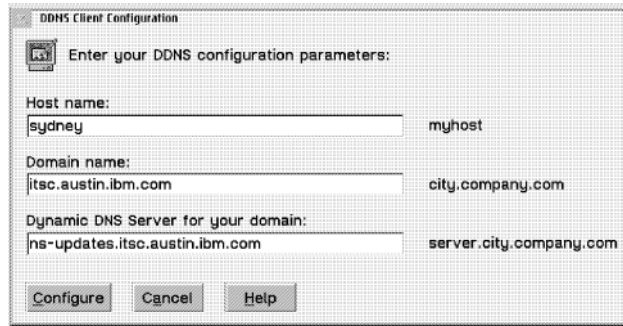 DDNS Client Configuration
Enter your DDNS configuration parameters:
Host name:
sydney myhost
Domain name:
itsc.austin.ibm.com city.company.com
Dynamic DNS Server for your domain:
ns-updates.itsc.austin.ibm.com server.city.company.com
Configure Cancel Help